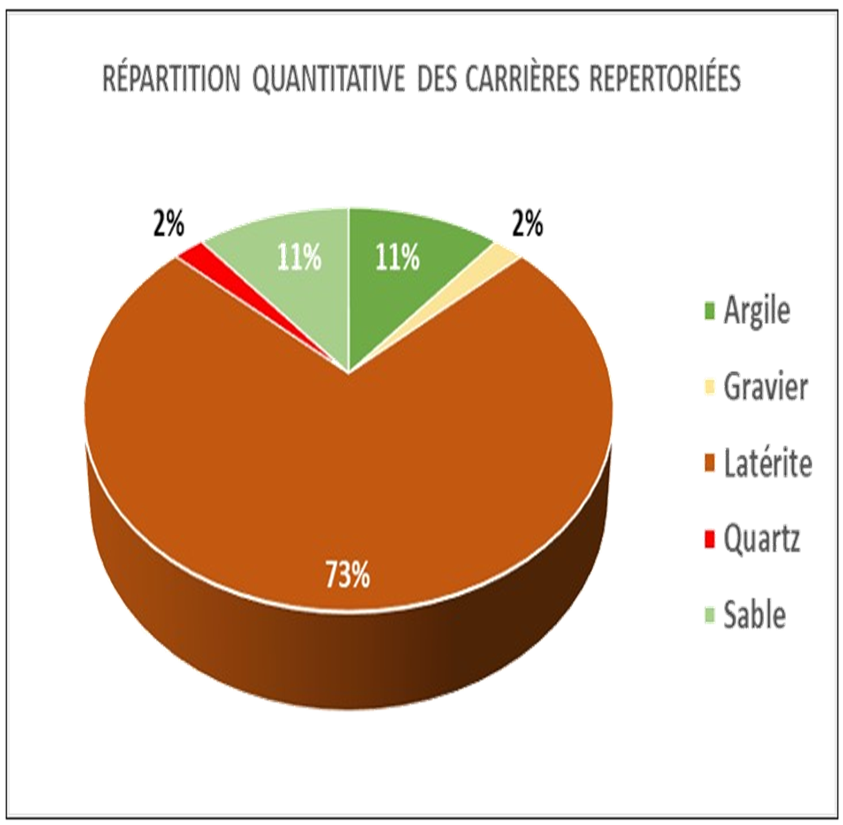 RÉPARTITION QUANTITATIVE DES CARRIÈRES REPERTORIÉES
2%
2%
11%
11%
73%
Argile
Gravier
Latérite
Quartz
Sable